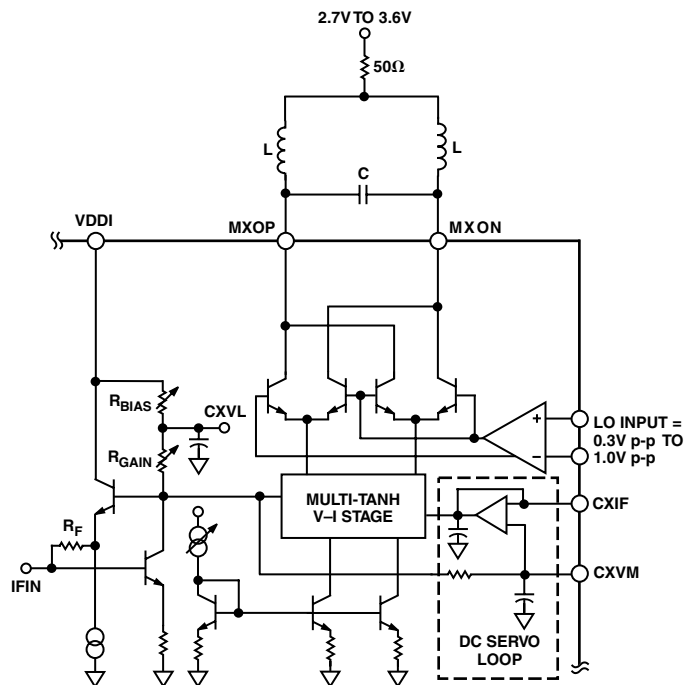 2.7V TO 3.6V
50Ω
L
L
C
VDDI
MXOP
MXON
RBIAS
CXVL
RGAIN
+
LO INPUT =
0.3V p-p TO
1.0V p-p
–
MULTI-TANH
V–I STAGE
CXIF
RF
IFIN
CXVM
DC SERVO
LOOP